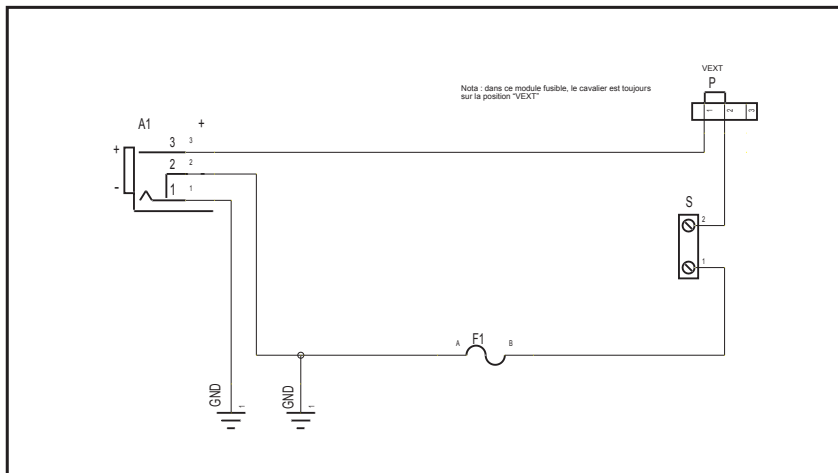 VEXT
P
Nota : dans ce module fusible, le cavalier est toujours
sur la position "VEXT"
1 2 3
A1 +
+ 3 3
2 2
- 1 1
S
2
1
A F1 B
GND 1
GND 1